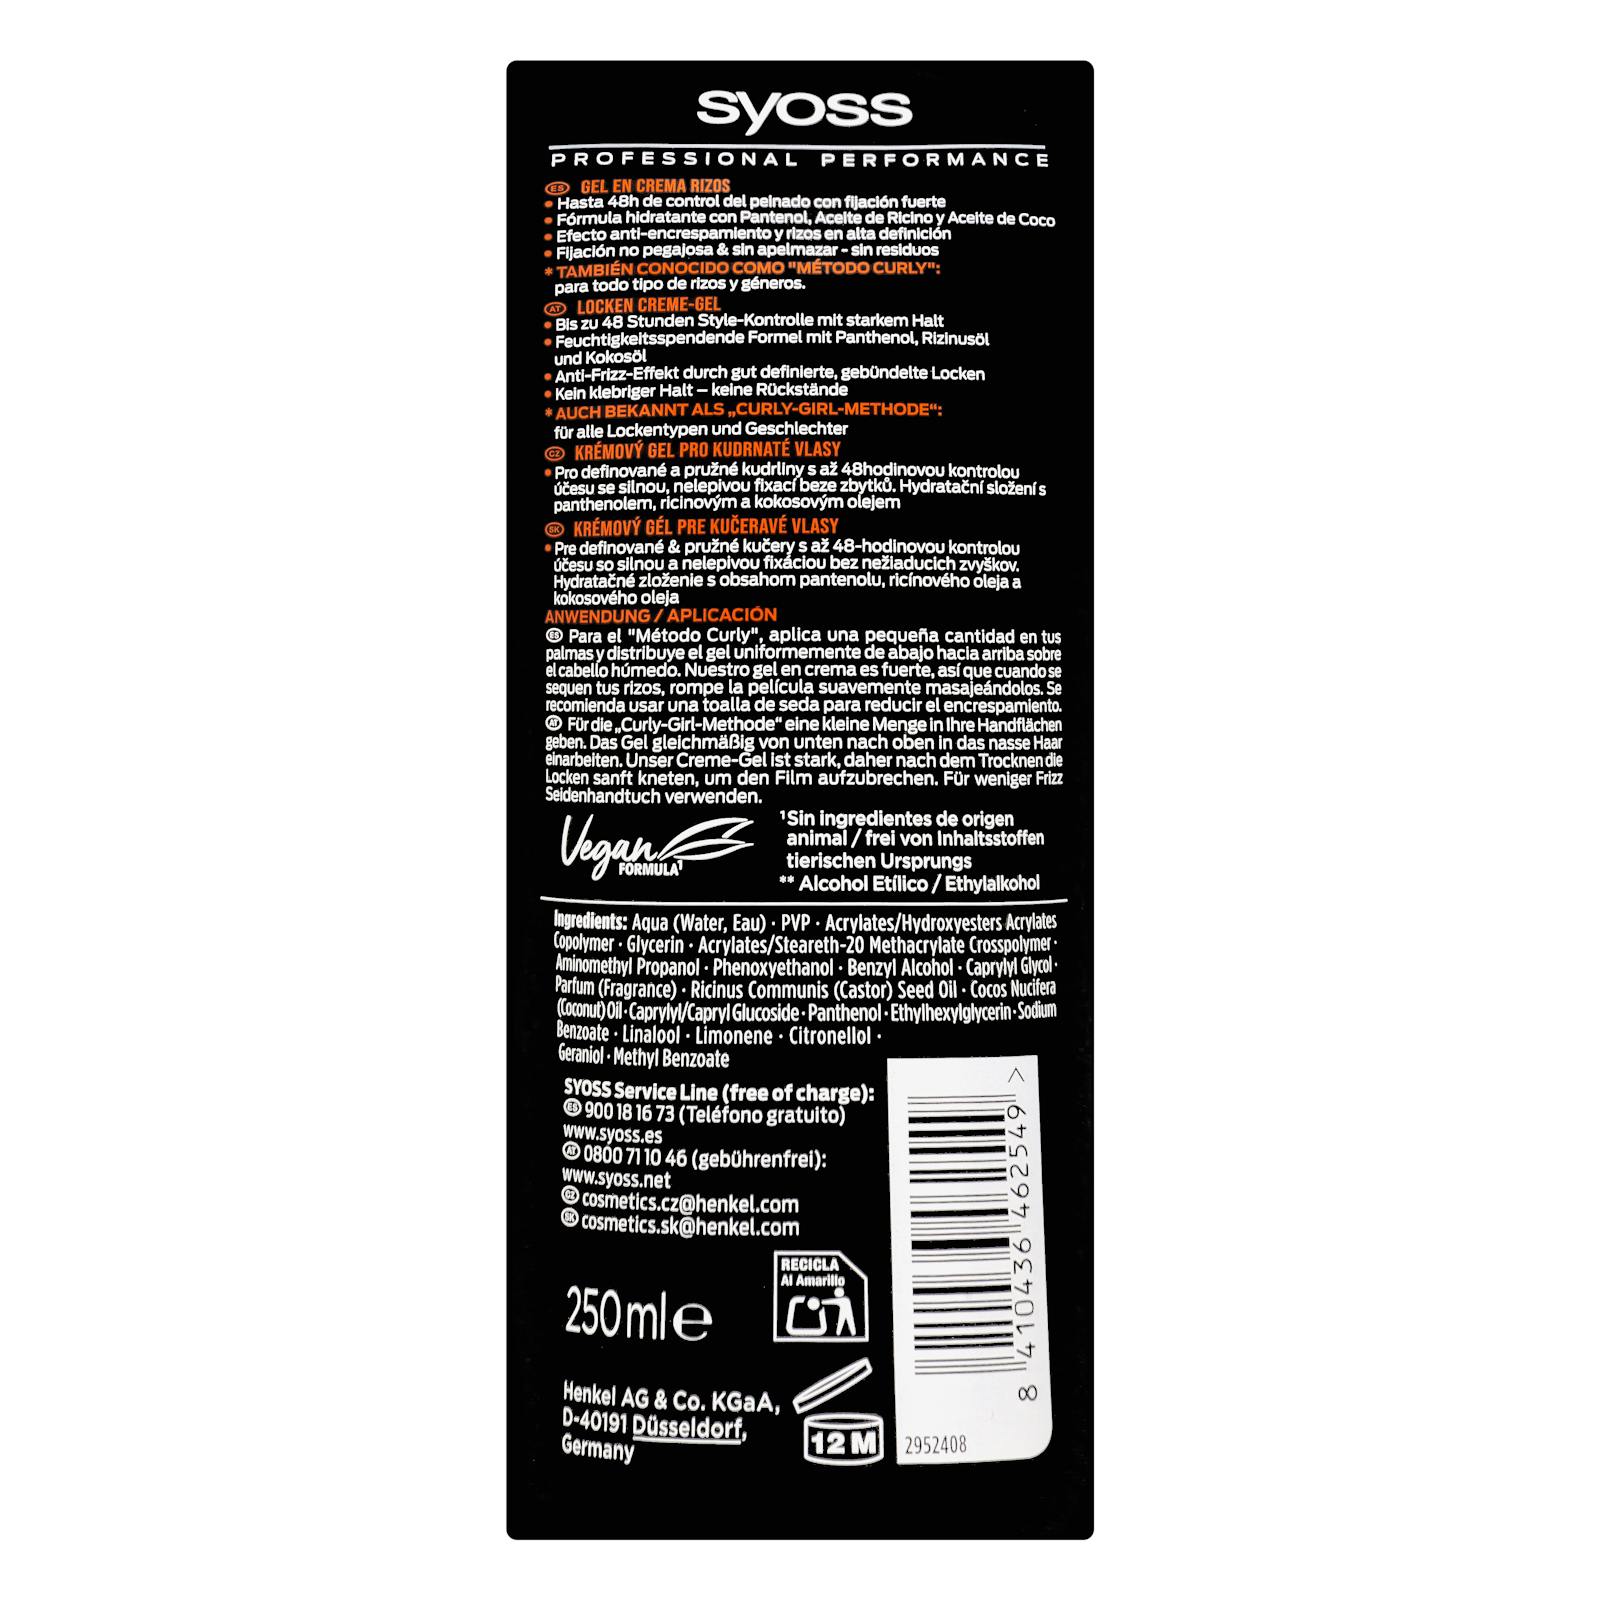 syoss
PROFESSIONAL PERFORMANCE
ES GEL EN CREMA RIZOS
• Hasta 48h de control del peinado con fijación fuerte
• Fórmula hidratante con Pantenol, Aceite de Ricino y Aceite de Coco
• Efecto anti-encrespamiento y rizos en alta definición
• Fijación no pegajosa & sin apelmazar - sin residuos
* TAMBIÉN CONOCIDO COMO "MÉTODO CURLY":
para todo tipo de rizos y géneros.
AT LOCKEN CREME-GEL
• Bis zu 48 Stunden Style-Kontrolle mit starkem Halt
• Feuchtigkeitsspendende Formel mit Panthenol, Rizinusöl
und Kokosöl
• Anti-Frizz-Effekt durch gut definierte, gebündelte Locken
• Kein klebriger Halt – keine Rückstände
* AUCH BEKANNT ALS „CURLY-GIRL-METHODE“:
für alle Lockentypen und Geschlechter
CZ KRÉMOVÝ GEL PRO KUDRNATÉ VLASY
• Pro definované a pružné kudrliny s až 48hodinovou kontrolou
účesu se silnou, nelepivou fixací beze zbytků. Hydratační složení s
panthenolem, ricinovým a kokosovým olejem
SK KRÉMOVÝ GÉL PRE KUČERAVÉ VLASY
• Pre definované & pružné kučery s až 48-hodinovou kontrolou
účesu so silnou a nelepivou fixáciou bez nežiaducich zvyškov.
Hydratačné zloženie s obsahom pantenolu, ricínového oleja a
kokosového oleja
ANWENDUNG / APLICACIÓN
ES Para el "Método Curly", aplica una pequeña cantidad en tus
palmas y distribuye el gel uniformemente de abajo hacia arriba sobre
el cabello húmedo. Nuestro gel en crema es fuerte, así que cuando se
sequen tus rizos, rompe la película suavemente masajeándolos. Se
recomienda usar una toalla de seda para reducir el encrespamiento.
AT Für die „Curly-Girl-Methode“ eine kleine Menge in Ihre Handflächen
geben. Das Gel gleichmäßig von unten nach oben in das nasse Haar
einarbeiten. Unser Creme-Gel ist stark, daher nach dem Trocknen die
Locken sanft kneten, um den Film aufzubrechen. Für weniger Frizz
Seidenhandtuch verwenden.
Vegan
FORMULA¹
¹Sin ingredientes de origen
animal / frei von Inhaltsstoffen
tierischen Ursprungs
** Alcohol Etílico / Ethylalkohol
Ingredients: Aqua (Water, Eau) · PVP · Acrylates/Hydroxyesters Acrylates
Copolymer · Glycerin · Acrylates/Steareth-20 Methacrylate Crosspolymer ·
Aminomethyl Propanol · Phenoxyethanol · Benzyl Alcohol · Caprylyl Glycol ·
Parfum (Fragrance) · Ricinus Communis (Castor) Seed Oil · Cocos Nucifera
(Coconut) Oil · Caprylyl/Capryl Glucoside · Panthenol · Ethylhexylglycerin · Sodium
Benzoate · Linalool · Limonene · Citronellol ·
Geraniol · Methyl Benzoate
SYOSS Service Line (free of charge):
ES 900 18 16 73 (Teléfono gratuito)
www.syoss.es
AT 0800 71 10 46 (gebührenfrei):
www.syoss.net
CZ cosmetics.cz@henkel.com
SK cosmetics.sk@henkel.com
250 ml e
RECICLA
Al Amarillo
Henkel AG & Co. KGaA,
D-40191 Düsseldorf,
Germany
12 M
8 410436 462549 >
2952408